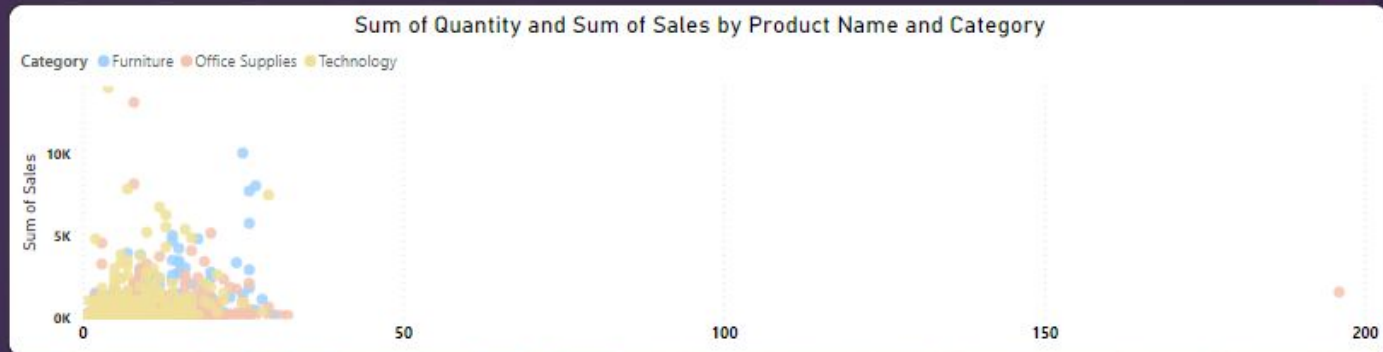 Sum of Quantity and Sum of Sales by Product Name and Category
Category Furniture Office Supplies Technology
Sum of Sales
10K
5K
0K
0 50 100 150 200